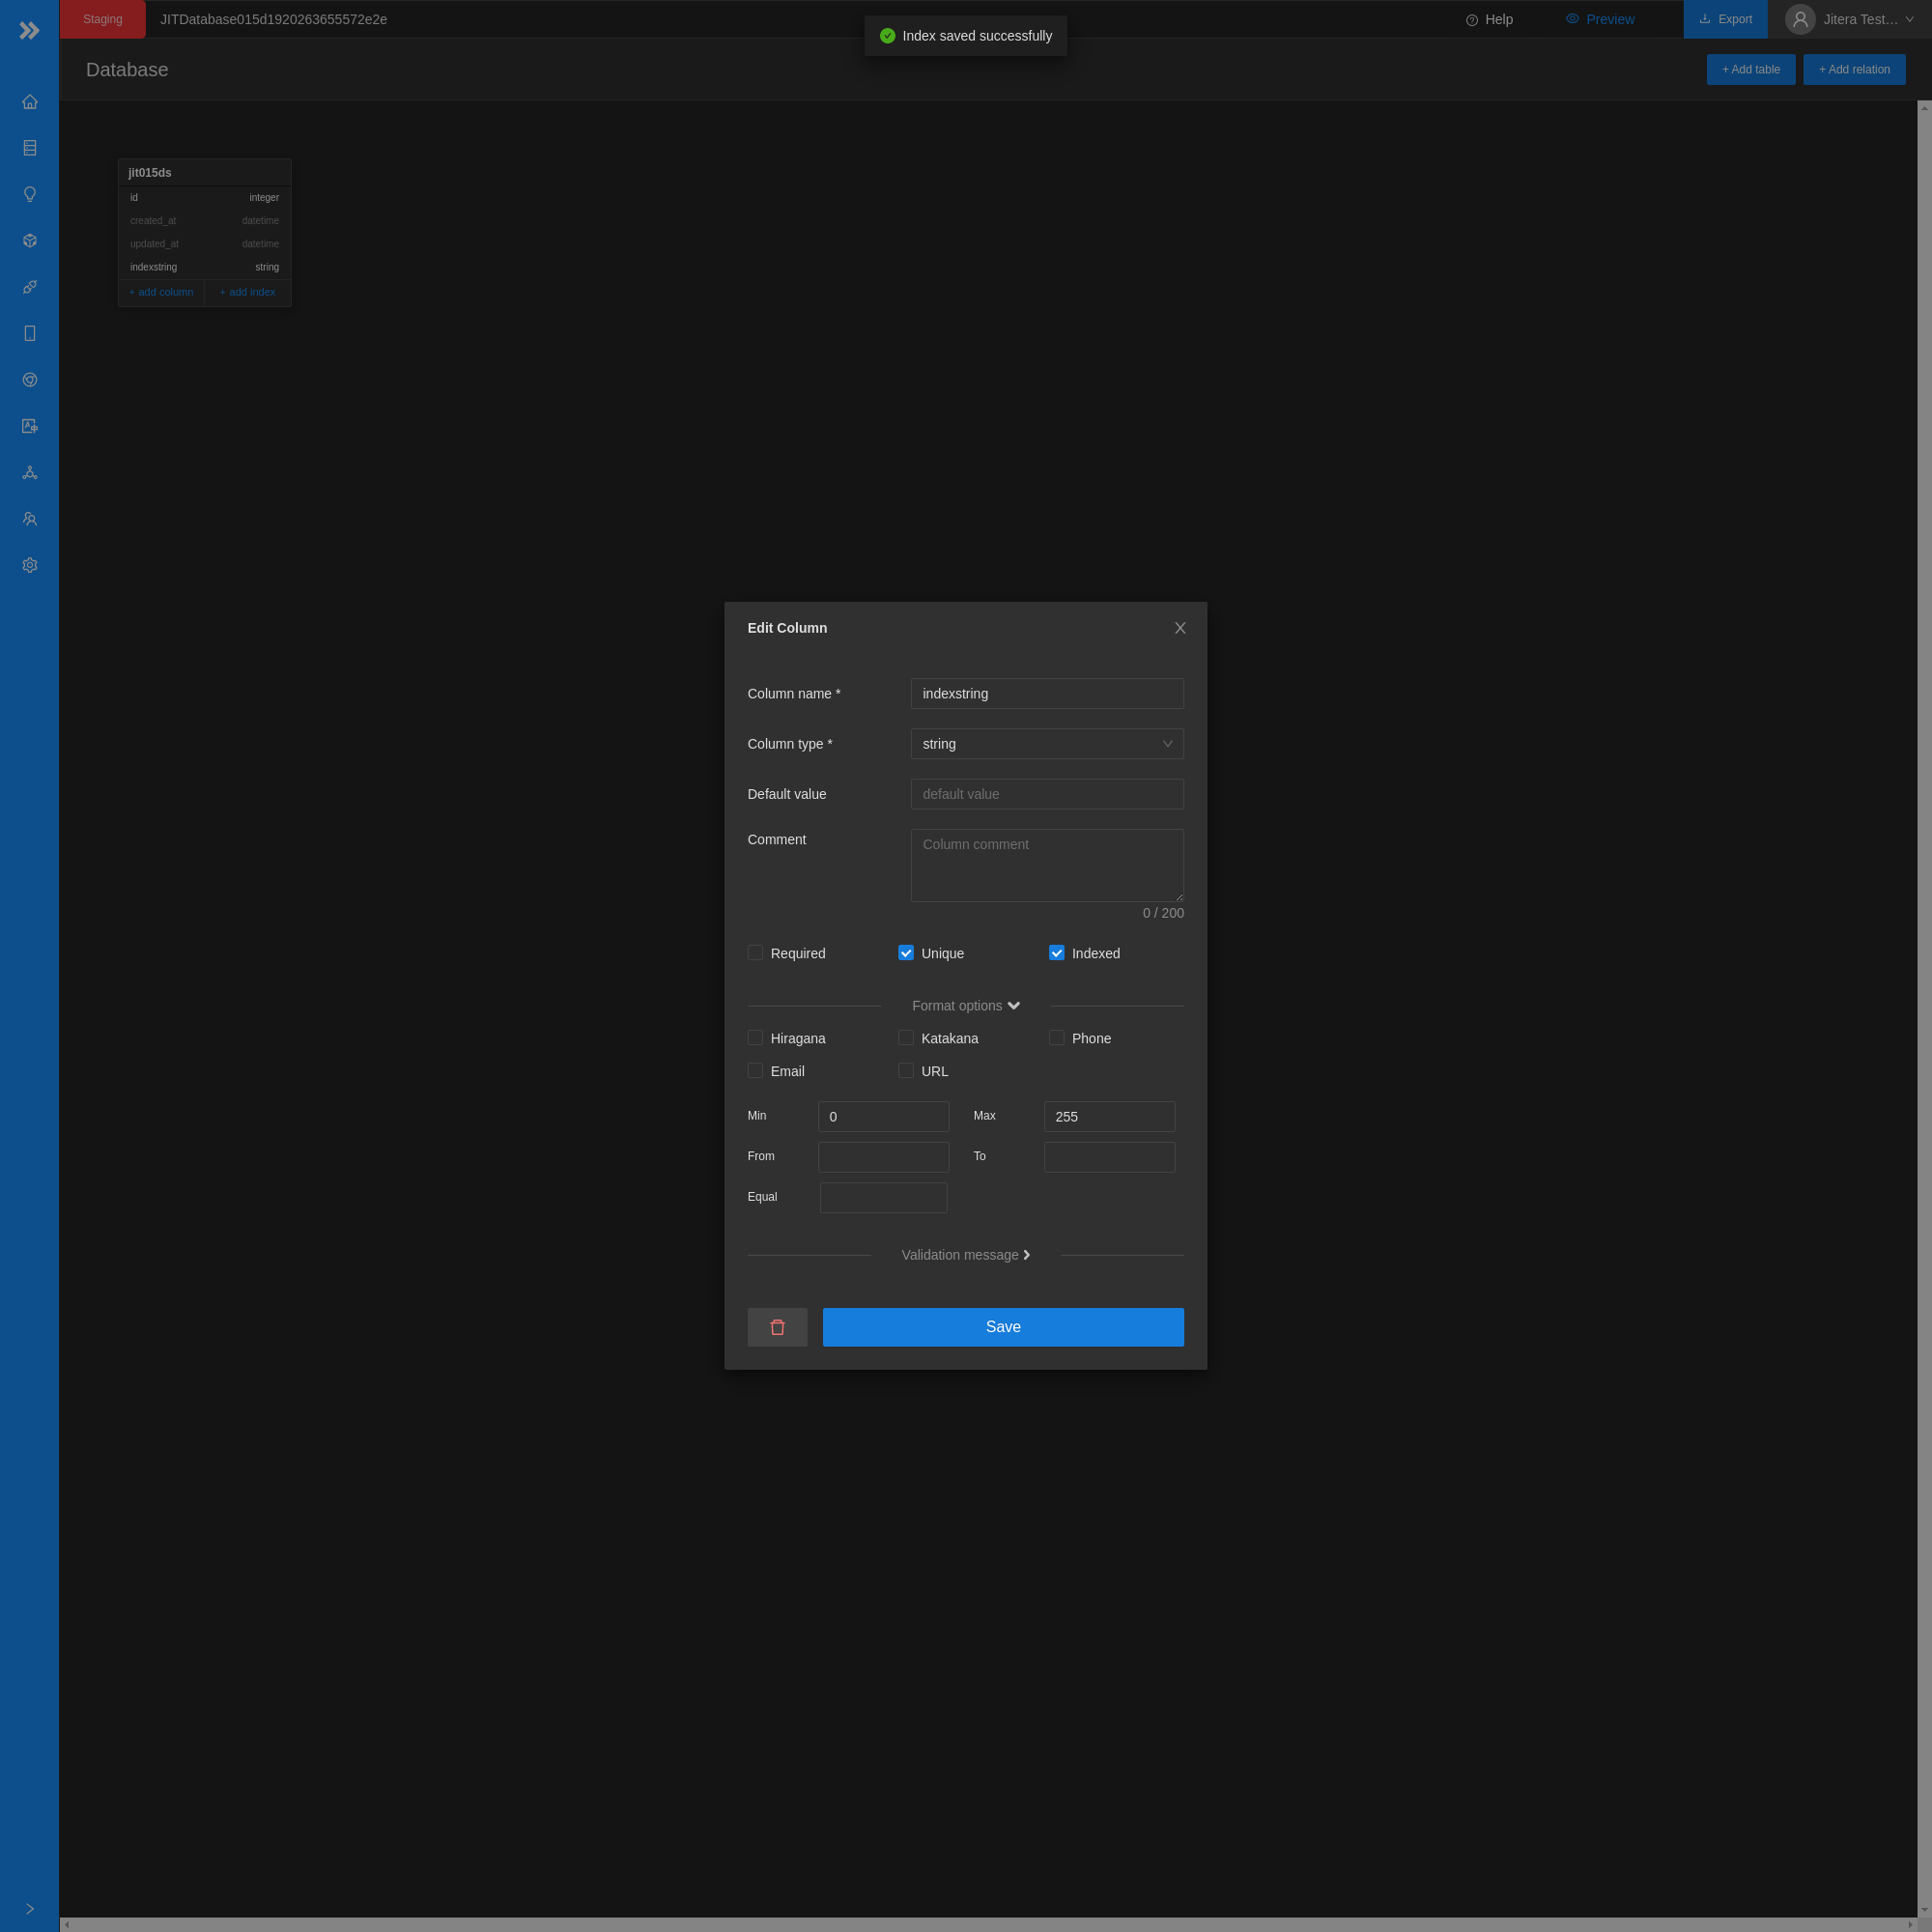 Staging
JITDatabase015d1920263655572e2e
Index saved successfully
Help
Preview
Export
Jitera Test...
Database
+ Add table
+ Add relation
jit015ds
id integer
created_at datetime
updated_at datetime
indexstring string
+ add column + add index
Edit Column
Column name * indexstring
Column type * string
Default value default value
Comment Column comment
0 / 200
Required Unique Indexed
Format options
Hiragana Katakana Phone
Email URL
Min 0 Max 255
From To
Equal
Validation message
Save